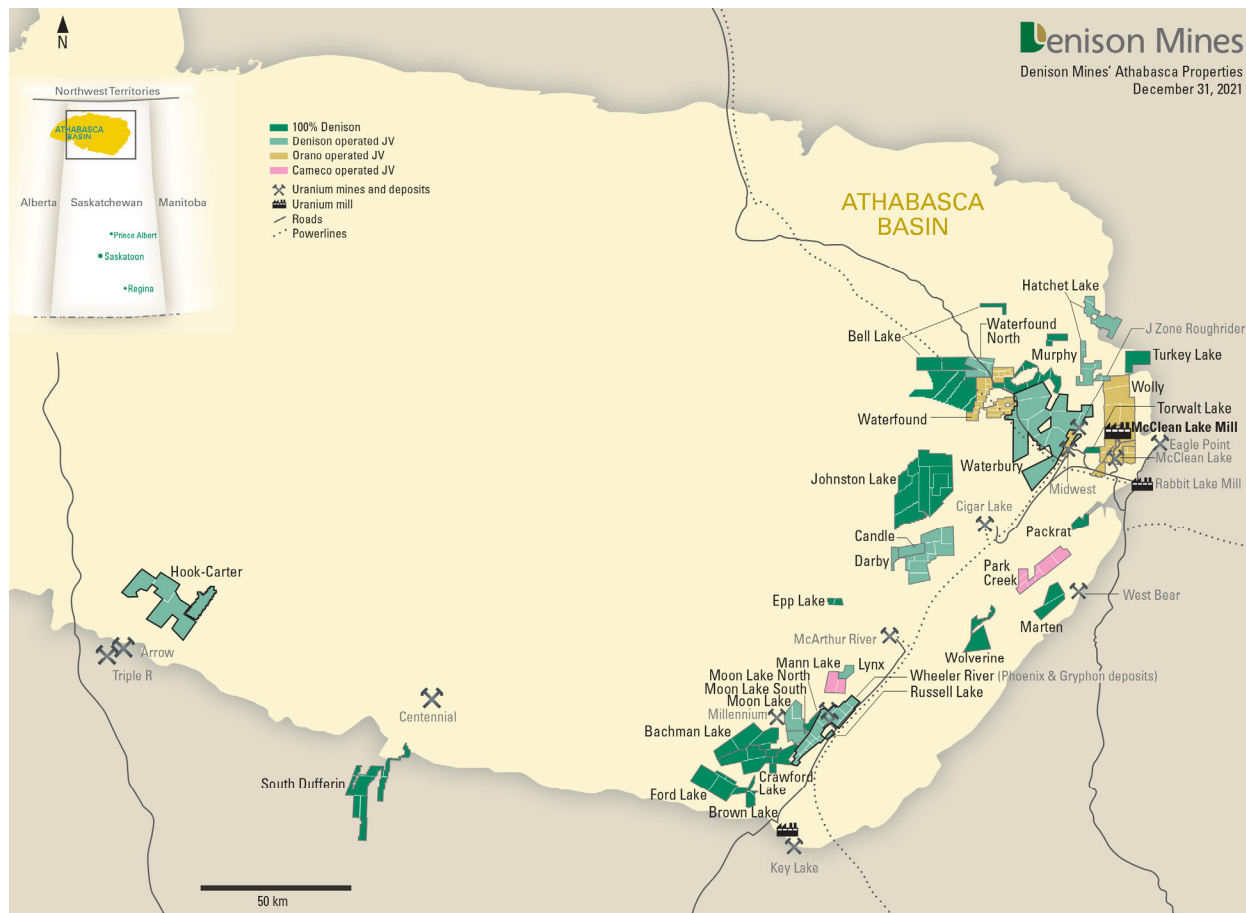 N
Denison Mines
Denison Mines' Athabasca Properties
December 31, 2021
Northwest Territories
ATHABASCA
BASIN
Alberta
Saskatchewan
Manitoba
Prince Albert
Saskatoon
Regina
100% Denison
Denison operated JV
Orano operated JV
Cameco operated JV
Uranium mines and deposits
Uranium mill
Roads
Powerlines
ATHABASCA
BASIN
Hatchet Lake
J Zone Roughrider
Bell Lake
Waterfound
North
Murphy
Turkey Lake
Wolly
Waterfound
Torwalt Lake
McClean Lake Mill
Eagle Point
McClean Lake
Waterbury
Johnston Lake
Midwest
Rabbit Lake Mill
Cigar Lake
Packrat
Candle
Darby
Park
Creek
Hook-Carter
Epp Lake
West Bear
Marten
McArthur River
Arrow
Triple R
Wolverine
Mann Lake
Lynx
Moon Lake North
Wheeler River (Phoenix & Gryphon deposits)
Moon Lake South
Russell Lake
Moon Lake
Millennium
Centennial
Bachman Lake
South Dufferin
Crawford
Lake
Ford Lake
Brown Lake
Key Lake
50 km